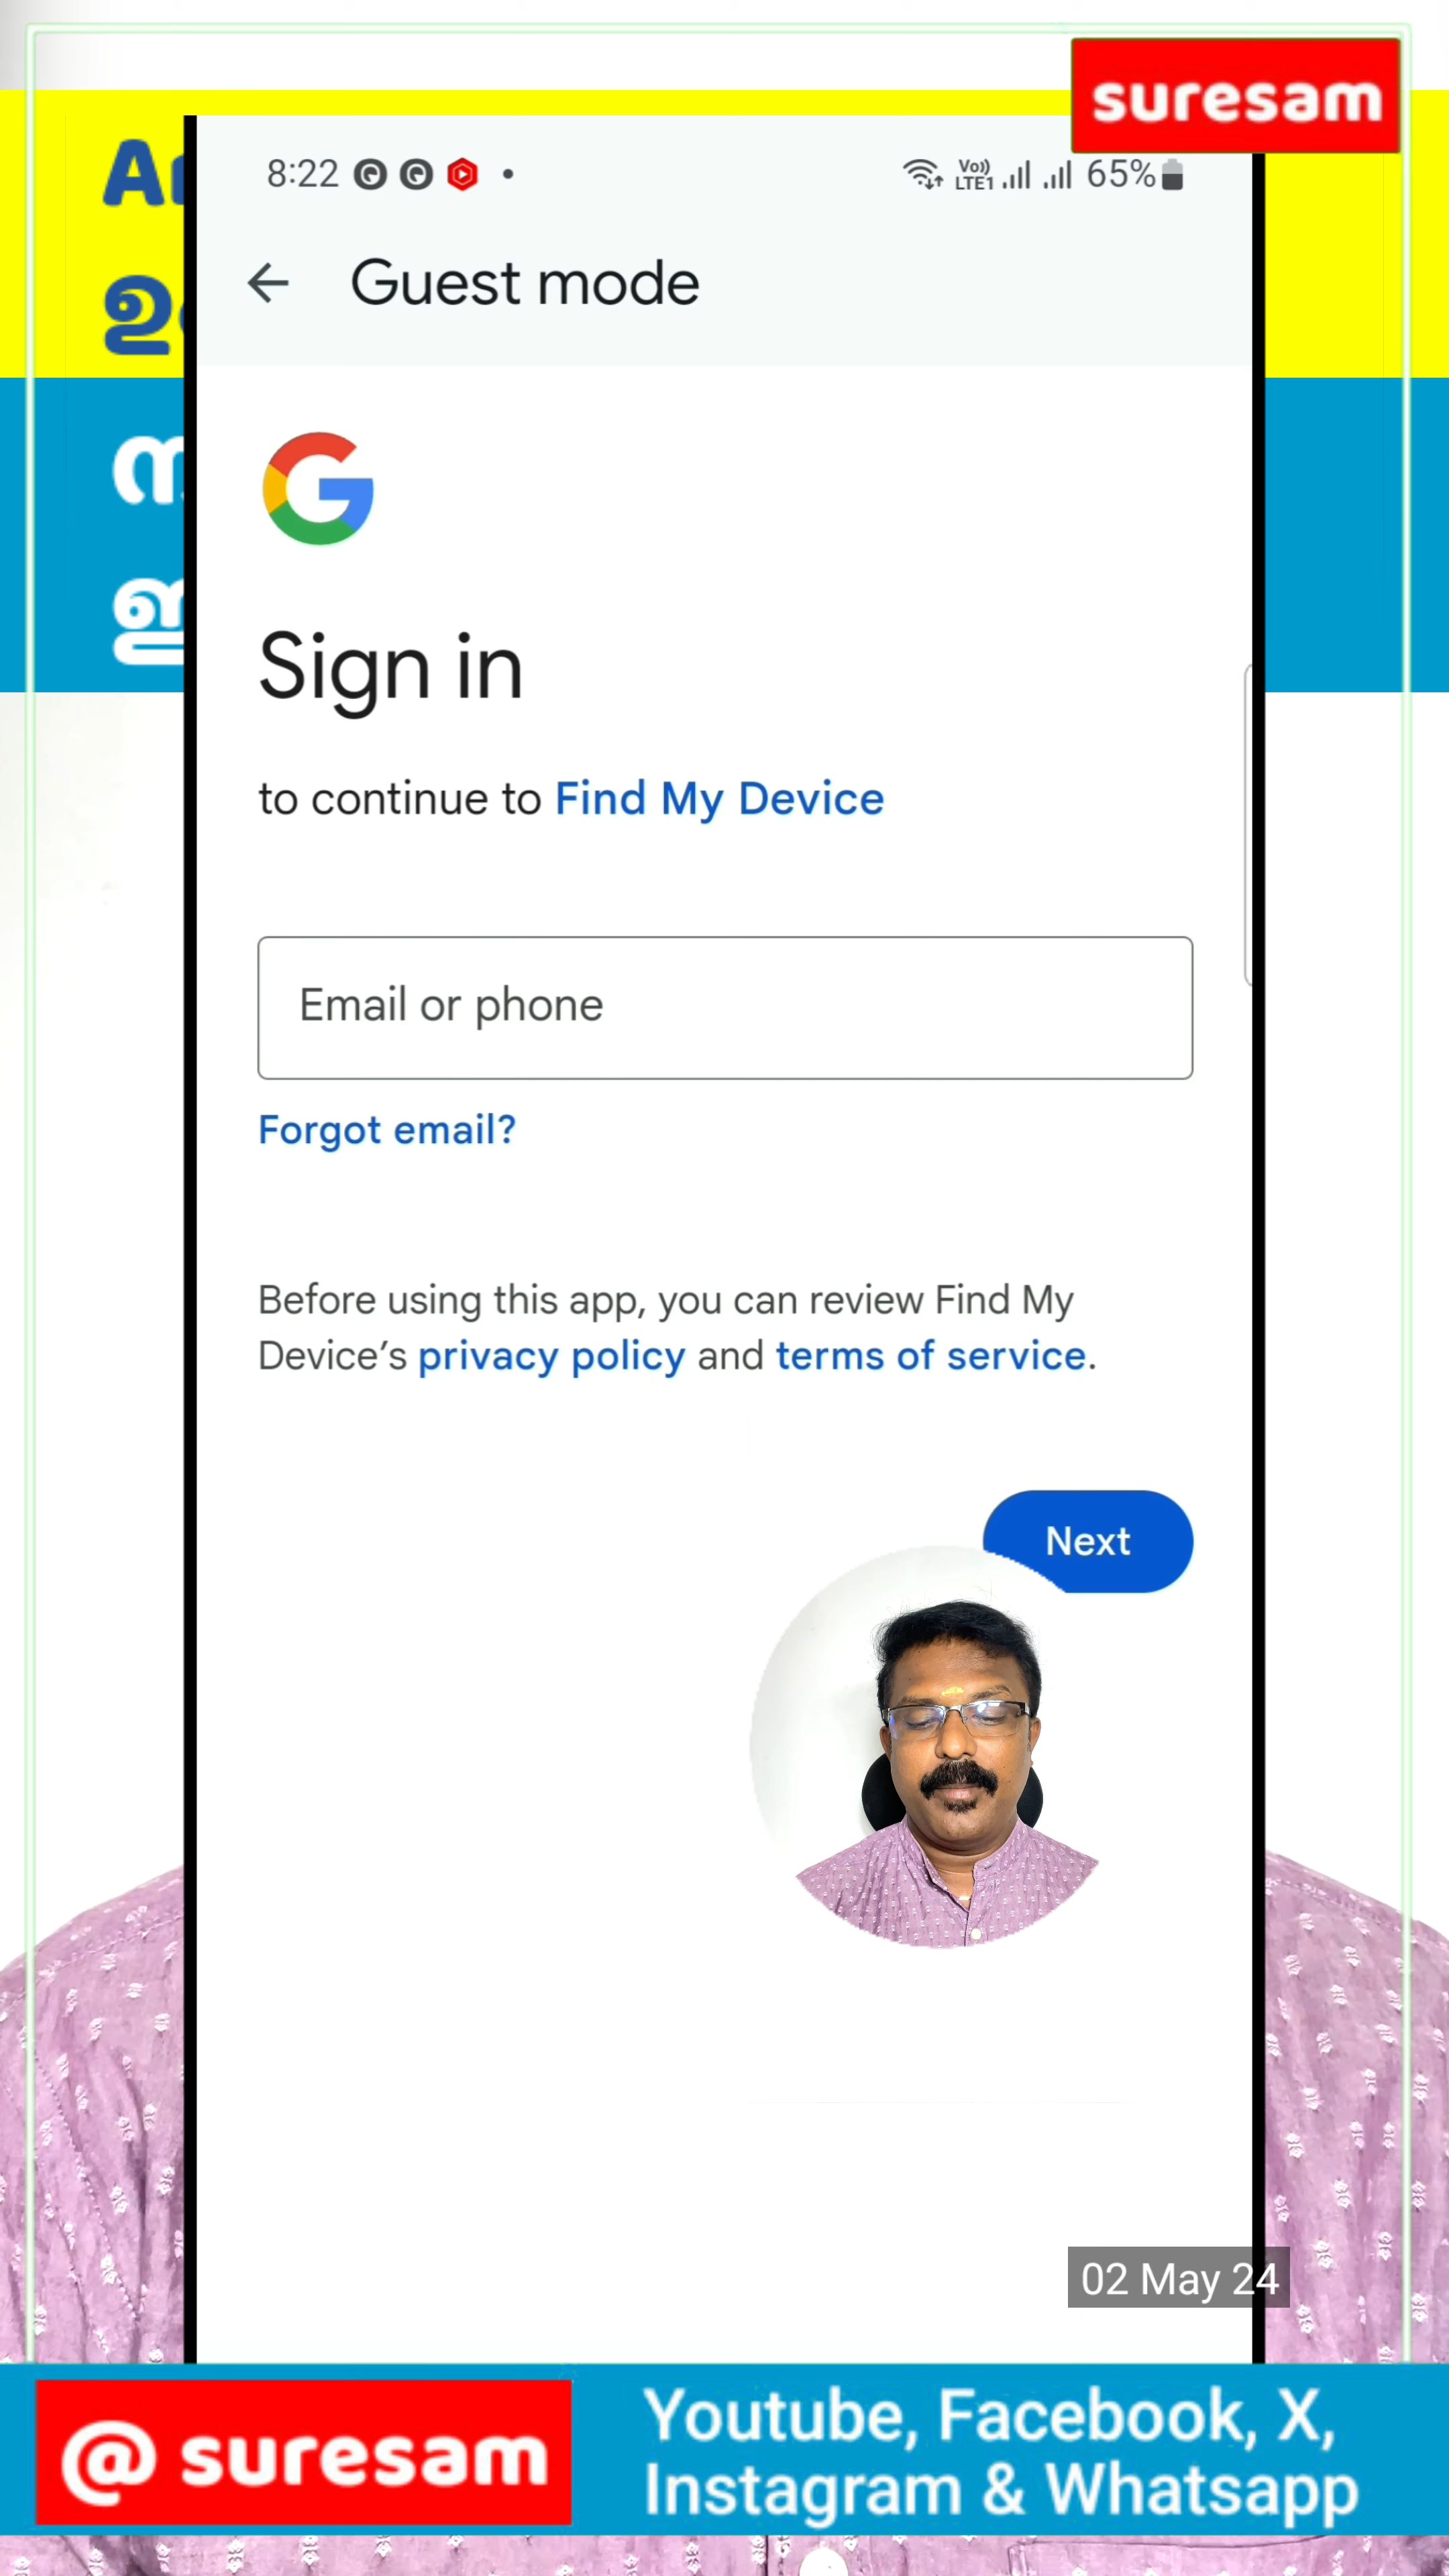 suresam
8:22 Vo)) LTE1 65%
Guest mode
Sign in
to continue to Find My Device
Email or phone
Forgot email?
Before using this app, you can review Find My
Device's privacy policy and terms of service.
Next
02 May 24
@ suresam
Youtube, Facebook, X,
Instagram & Whatsapp